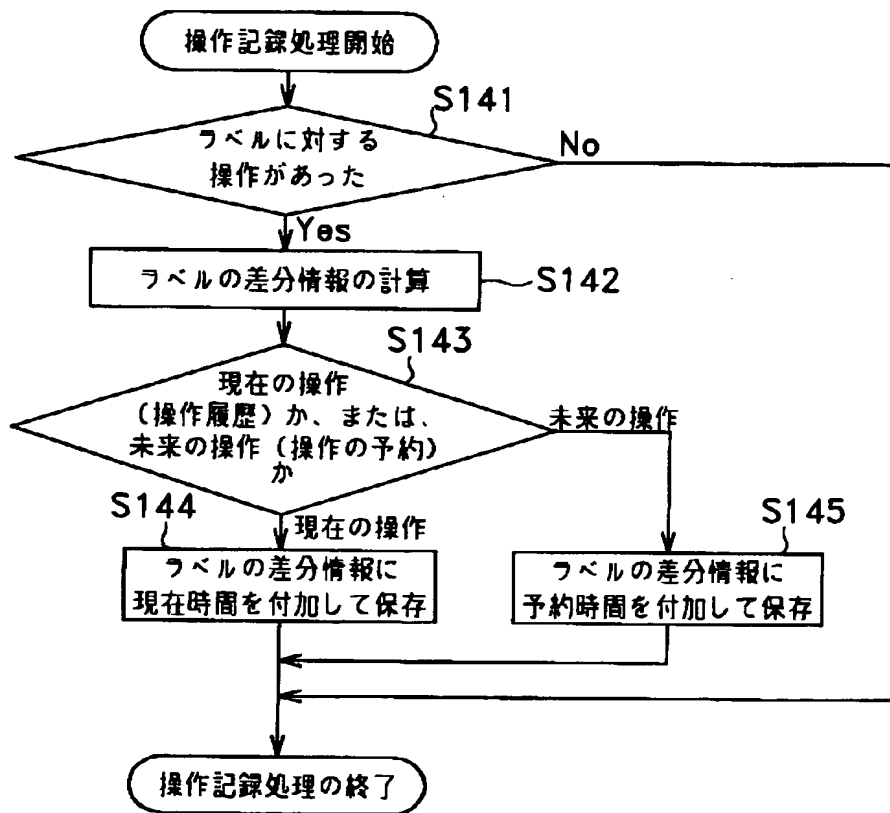 操作記録処理開始
S141
ラベルに対する
操作があった
No
Yes
ラベルの差分情報の計算
S142
S143
現在の操作
(操作履歴)か、または、
未来の操作(操作の予約)
か
未来の操作
S144
現在の操作
S145
ラベルの差分情報に
現在時間を付加して保存
ラベルの差分情報に
予約時間を付加して保存
操作記録処理の終了